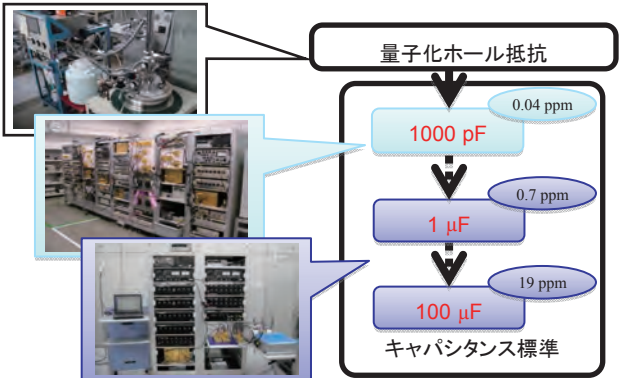 量子化ホール抵抗
0.04 ppm
1000 pF
0.7 ppm
1 μF
19 ppm
100 μF
キャパシタンス標準